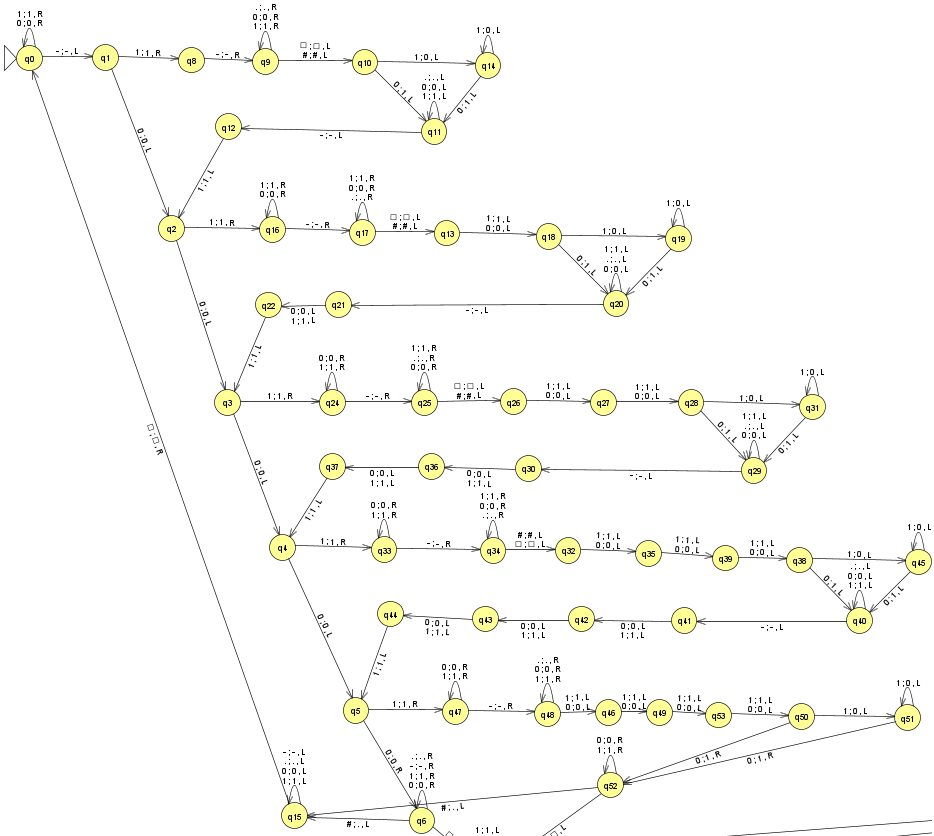 1 ; 1 , R
0 ; 0 , R
q0
- ; - , L
q1
1 ; 1 , R
q8
- ; - , R
. ; . , R
0 ; 0 , R
1 ; 1 , R
q9
□ ; □ , L
# ; # , L
q10
1 ; 0 , L
1 ; 0 , L
q14
0 ; 1 , L
. ; . , L
0 ; 0 , L
1 ; 1 , L
0 ; 1 , L
q11
- ; - , L
q12
0 ; 0 , L
1 ; 1 , L
q2
1 ; 1 , R
1 ; 1 , R
0 ; 0 , R
q16
- ; - , R
1 ; 1 , R
0 ; 0 , R
. ; . , R
q17
□ ; □ , L
# ; # , L
q13
1 ; 1 , L
0 ; 0 , L
q18
1 ; 0 , L
1 ; 0 , L
q19
0 ; 1 , L
1 ; 1 , L
. ; . , L
0 ; 0 , L
0 ; 1 , L
q20
- ; - , L
q21
0 ; 0 , L
1 ; 1 , L
q22
0 ; 0 , L
1 ; 1 , L
q3
1 ; 1 , R
0 ; 0 , R
1 ; 1 , R
q24
- ; - , R
1 ; 1 , R
. ; . , R
0 ; 0 , R
q25
□ ; □ , L
# ; # , L
q26
1 ; 1 , L
0 ; 0 , L
q27
1 ; 1 , L
0 ; 0 , L
q28
1 ; 0 , L
1 ; 0 , L
q31
0 ; 1 , L
1 ; 1 , L
. ; . , L
0 ; 0 , L
0 ; 1 , L
q29
- ; - , L
q30
0 ; 0 , L
1 ; 1 , L
q36
0 ; 0 , L
1 ; 1 , L
q37
□ ; □ , R
0 ; 0 , L
1 ; 1 , L
q4
1 ; 1 , R
0 ; 0 , R
1 ; 1 , R
q33
- ; - , R
1 ; 1 , R
0 ; 0 , R
. ; . , R
q34
# ; # , L
□ ; □ , L
q32
1 ; 1 , L
0 ; 0 , L
q35
1 ; 1 , L
0 ; 0 , L
q39
1 ; 1 , L
0 ; 0 , L
q38
1 ; 0 , L
1 ; 0 , L
q45
0 ; 1 , L
. ; . , L
0 ; 0 , L
1 ; 1 , L
0 ; 1 , L
q40
- ; - , L
q41
0 ; 0 , L
1 ; 1 , L
q42
0 ; 0 , L
1 ; 1 , L
q43
0 ; 0 , L
1 ; 1 , L
q44
0 ; 0 , L
1 ; 1 , L
q5
1 ; 1 , R
0 ; 0 , R
1 ; 1 , R
q47
- ; - , R
. ; . , R
0 ; 0 , R
1 ; 1 , R
q48
1 ; 1 , L
0 ; 0 , L
q46
1 ; 1 , L
0 ; 0 , L
q49
1 ; 1 , L
0 ; 0 , L
q53
1 ; 1 , L
0 ; 0 , L
q50
1 ; 0 , L
1 ; 0 , L
q51
0 ; 1 , R
0 ; 1 , R
0 ; 0 , R
1 ; 1 , R
q52
- ; - , L
. ; . , L
0 ; 0 , L
1 ; 1 , L
q15
0 ; 0 , R
. ; . , R
- ; - , R
1 ; 1 , R
0 ; 0 , R
q6
# ; . , L
# ; . , L
1 ; 1 , L
□ , L